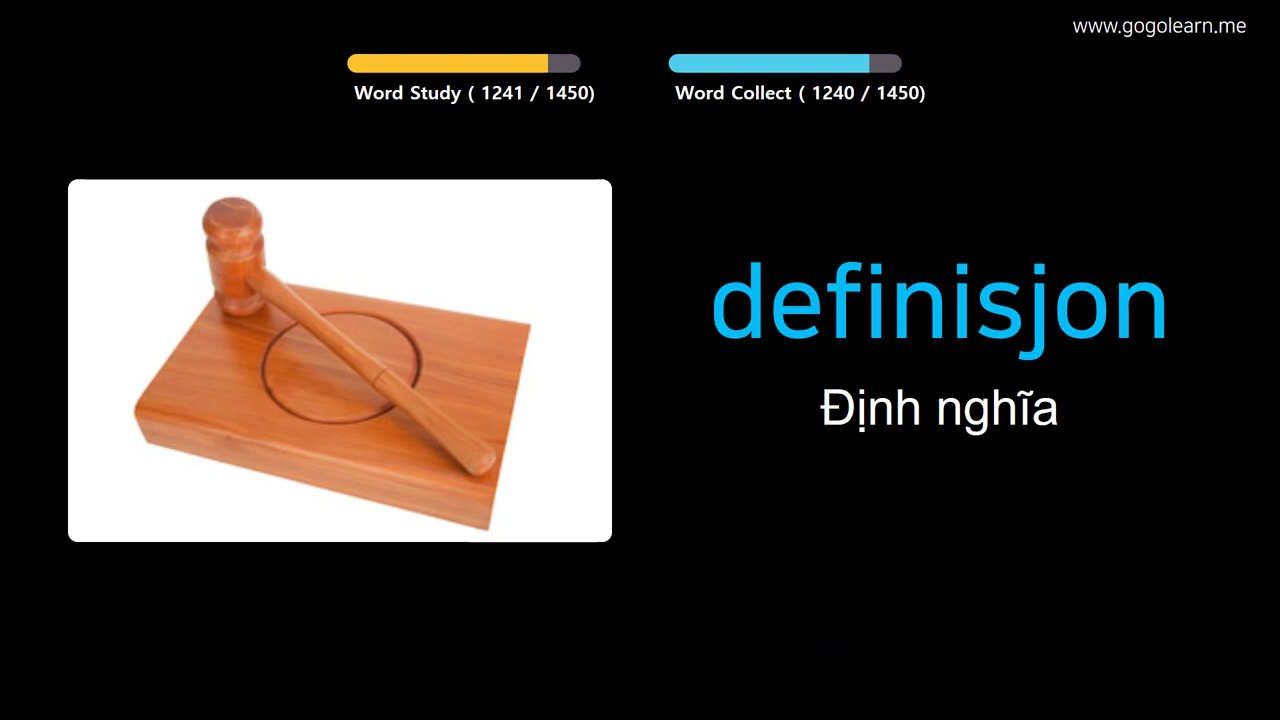 www.gogolearn.me
Word Study ( 1241 / 1450)
Word Collect ( 1240 / 1450)
definisjon
Định nghĩa